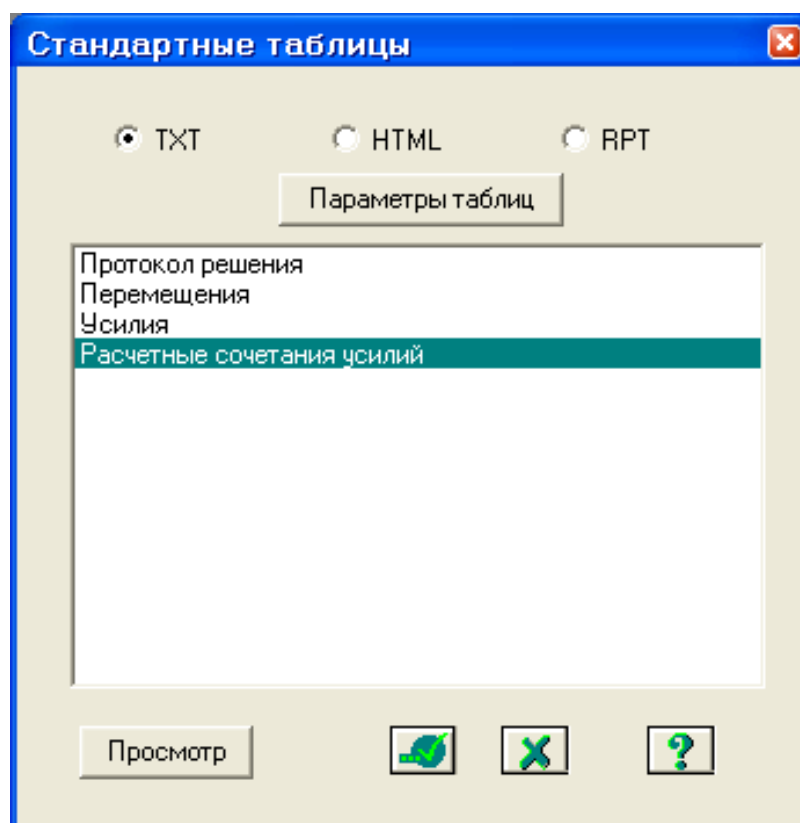 Стандартные таблицы
TXT HTML RPT
Параметры таблиц
Протокол решения
Перемещения
Усилия
Расчетные сочетания усилий
Просмотр
?